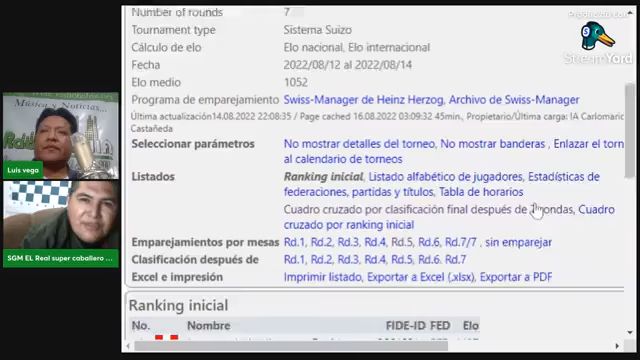 Number of rounds 7
Producido con
StreamYard
Tournament type Sistema Suizo
Cálculo de elo Elo nacional, Elo internacional
Fecha 2022/08/12 al 2022/08/14
Elo medio 1052
Programa de emparejamiento Swiss-Manager de Heinz Herzog, Archivo de Swiss-Manager
Última actualización14.08.2022 22:08:35 / Page cached 16.08.2022 03:09:32 45min., Propietario/Última carga: IA Carlomario
Castañeda
Seleccionar parámetros No mostrar detalles del torneo, No mostrar banderas , Enlazar el torn
al calendario de torneos
Listados Ranking inicial, Listado alfabético de jugadores, Estadísticas de
federaciones, partidas y títulos, Tabla de horarios
Cuadro cruzado por clasificación final después de rondas, Cuadro
cruzado por ranking inicial
Emparejamientos por mesas Rd.1, Rd.2, Rd.3, Rd.4, Rd.5, Rd.6, Rd.7/7 , sin emparejar
Clasificación después de Rd.1, Rd.2, Rd.3, Rd.4, Rd.5, Rd.6. Rd.7
Excel e impresión Imprimir listado, Exportar a Excel (.xlsx), Exportar a PDF
Ranking inicial
No. Nombre FIDE-ID FED Elo
Música y Noticias...
Luis vega
SGM EL Real super caballero ...